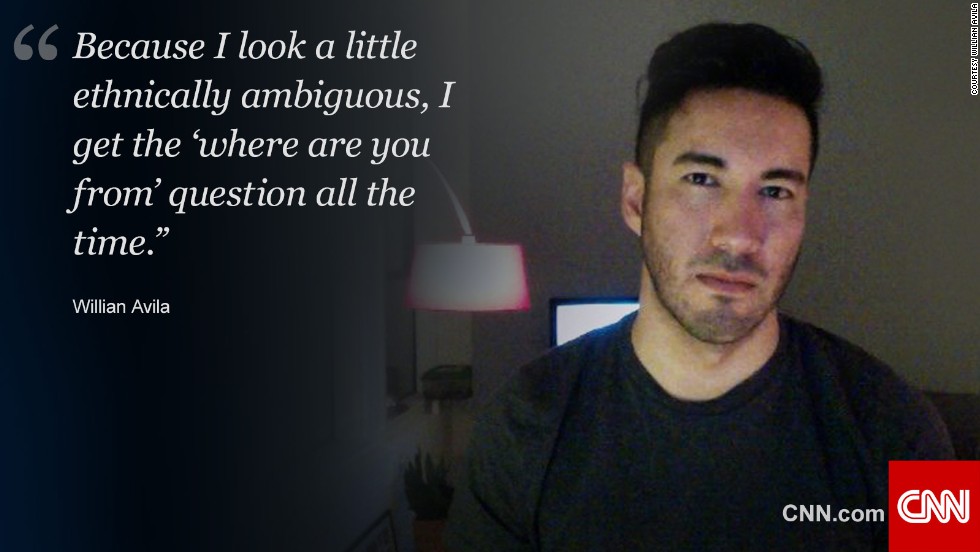 “ Because I look a little
ethnically ambiguous, I
get the ‘where are you
from’ question all the
time.”
Willian Avila
COURTESY WILLIAN AVILA
CNN.com
CNN